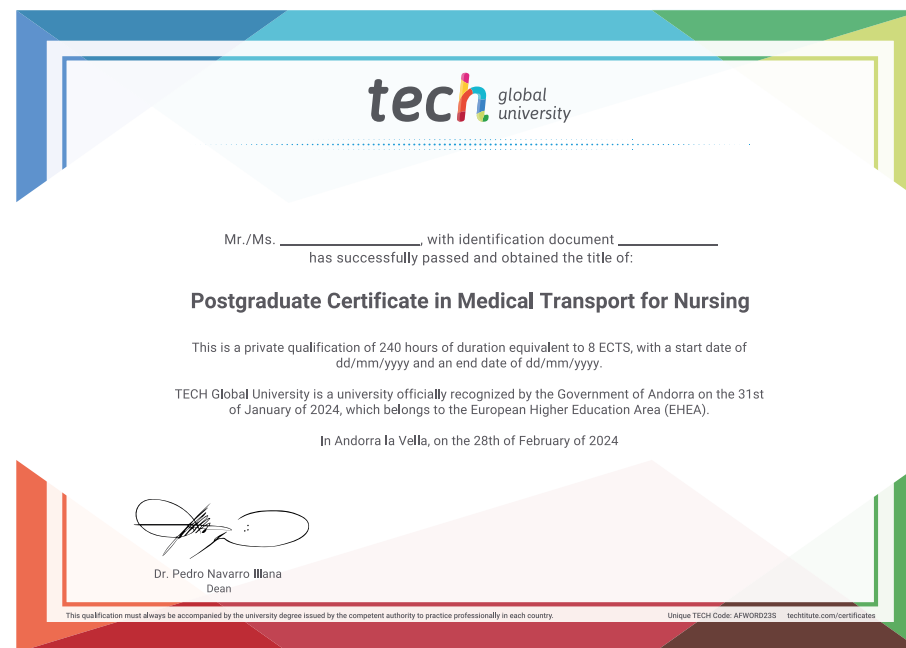 tech global university
Mr./Ms. ____________________, with identification document ______________
has successfully passed and obtained the title of:
Postgraduate Certificate in Medical Transport for Nursing
This is a private qualification of 240 hours of duration equivalent to 8 ECTS, with a start date of
dd/mm/yyyy and an end date of dd/mm/yyyy.
TECH Global University is a university officially recognized by the Government of Andorra on the 31st
of January of 2024, which belongs to the European Higher Education Area (EHEA).
In Andorra la Vella, on the 28th of February of 2024
Dr. Pedro Navarro Illana
Dean
This qualification must always be accompanied by the university degree issued by the competent authority to practice professionally in each country.
Unique TECH Code: AFWORD23S techtitute.com/certificates